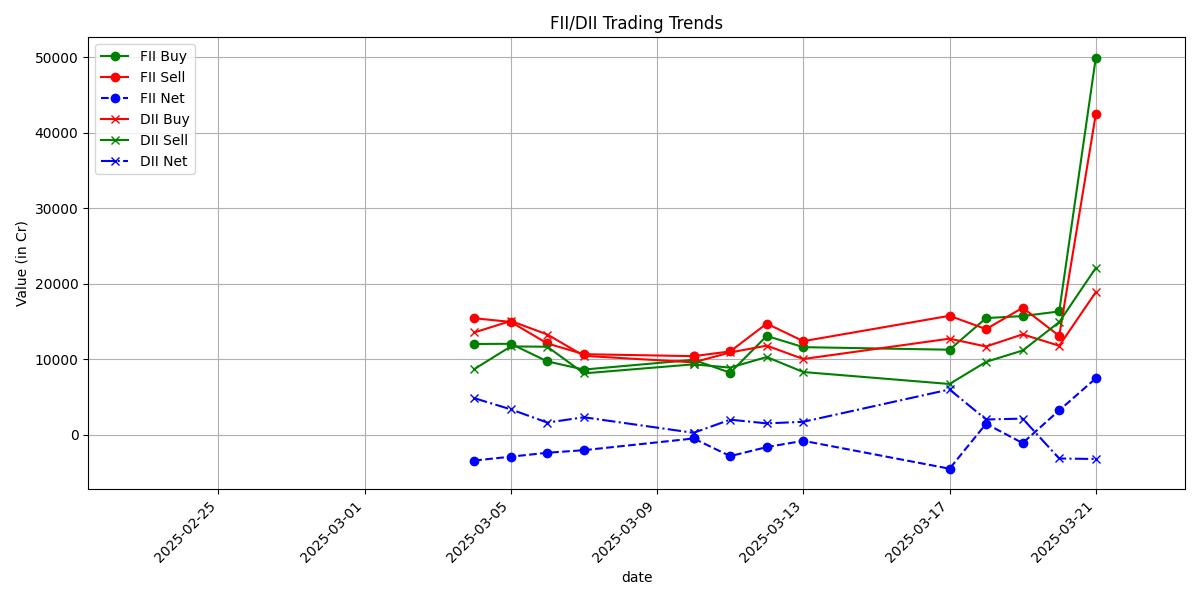 FII/DII Trading Trends
FII Buy
FII Sell
FII Net
DII Buy
DII Sell
DII Net
Value (in Cr)
50000
40000
30000
20000
10000
0
2025-02-25
2025-03-01
2025-03-05
2025-03-09
2025-03-13
2025-03-17
2025-03-21
date